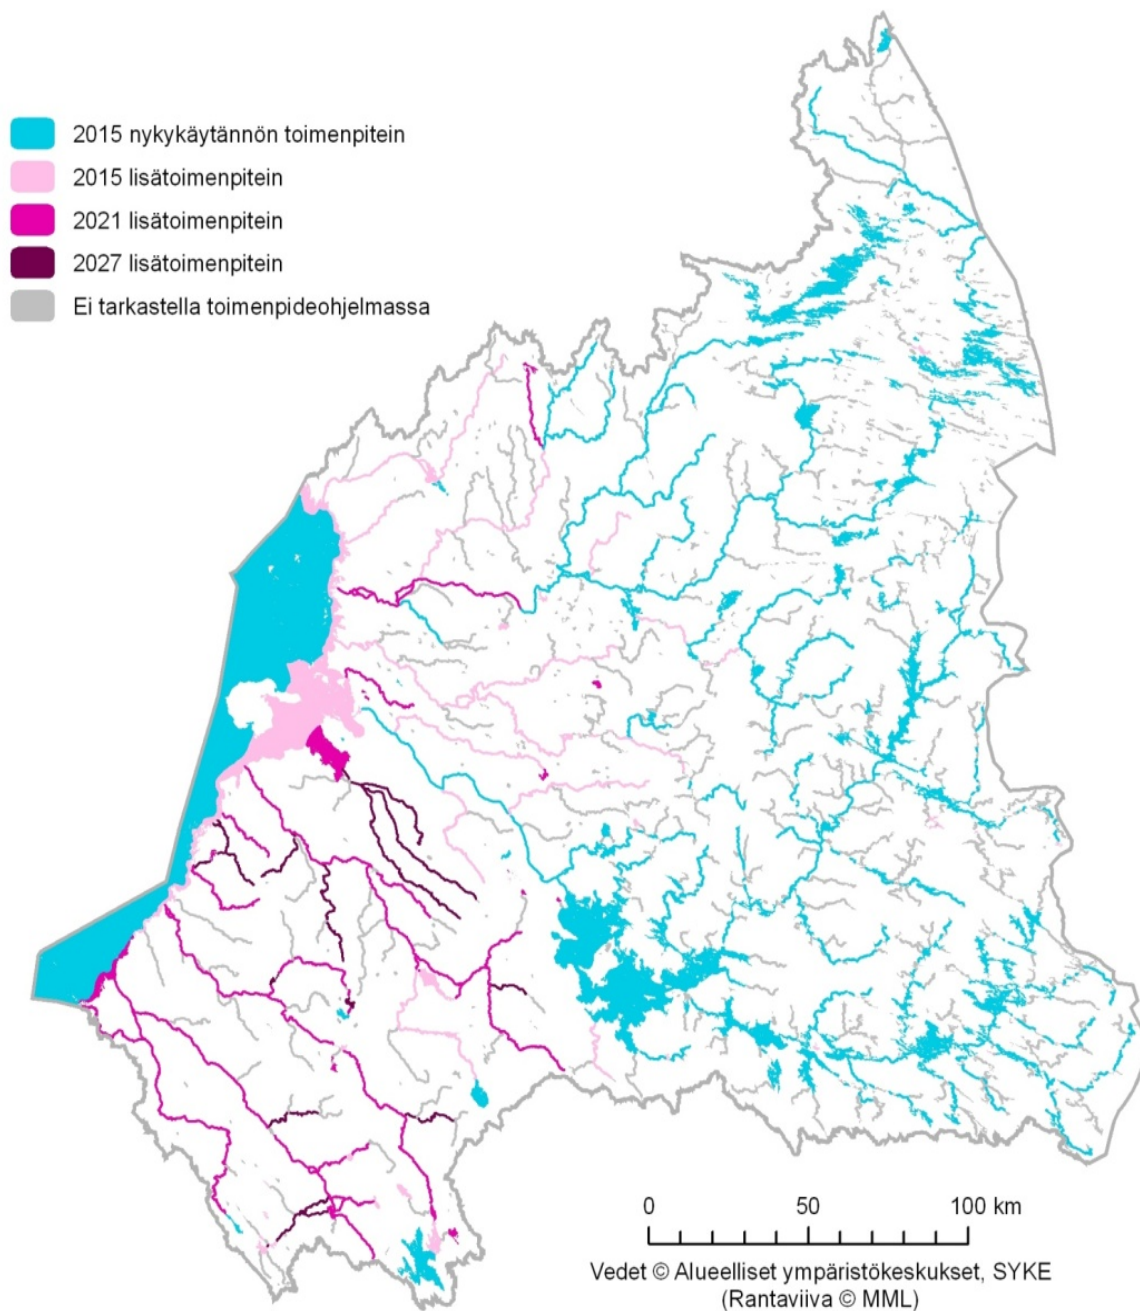 2015 nykykäytännön toimenpitein
2015 lisätoimenpitein
2021 lisätoimenpitein
2027 lisätoimenpitein
Ei tarkastella toimenpideohjelmassa
0 50 100 km
Vedet © Alueelliset ympäristökeskukset, SYKE
(Rantaviiva © MML)